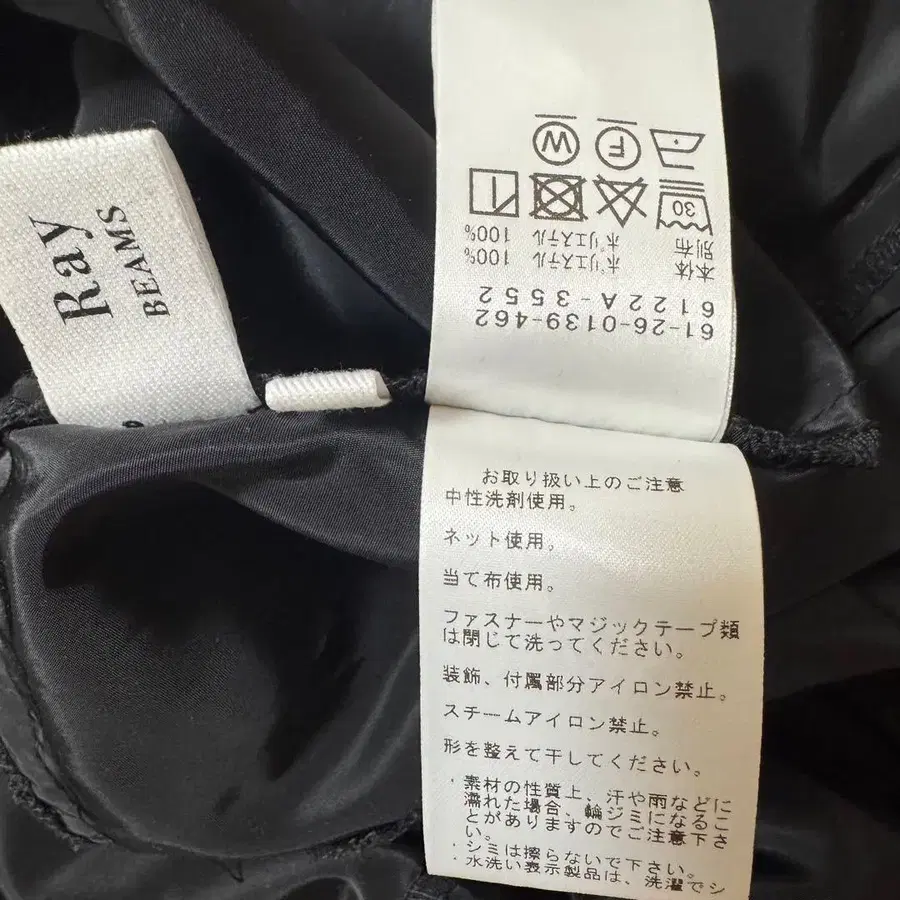 Ray
BEAMS
61-26-0139-462
6122A-3552
本体 ポリエステル 100%
別布 ポリエステル 100%
30
F
W
お取り扱い上のご注意
中性洗剤使用。
ネット使用。
当て布使用。
ファスナーやマジックテープ類
は閉じて洗ってください。
装飾、付属部分アイロン禁止。
スチームアイロン禁止。
形を整えて干してください。
・素材の性質上、汗や雨などに
濡れた場合、輪ジミになるこ
とがありますのでご注意下さ
い。
・シミは擦らないで下さい。
・水洗い表示製品は、洗濯でシ